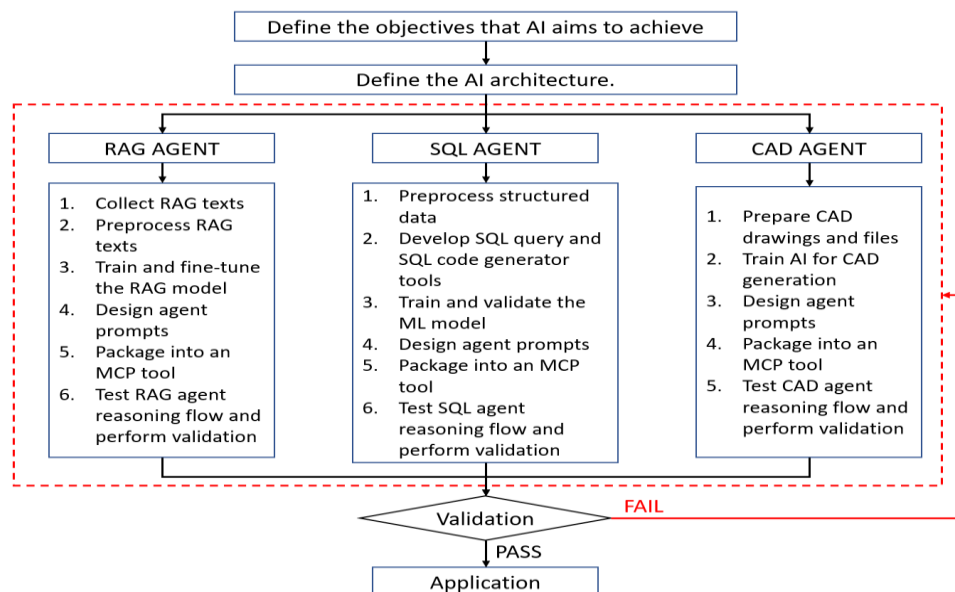 Define the objectives that AI aims to achieve
Define the AI architecture.
RAG AGENT
1. Collect RAG texts
2. Preprocess RAG
texts
3. Train and fine-tune
the RAG model
4. Design agent
prompts
5. Package into an
MCP tool
6. Test RAG agent
reasoning flow and
perform validation
SQL AGENT
1. Preprocess structured
data
2. Develop SQL query and
SQL code generator
tools
3. Train and validate the
ML model
4. Design agent prompts
5. Package into an MCP
tool
6. Test SQL agent
reasoning flow and
perform validation
CAD AGENT
1. Prepare CAD
drawings and files
2. Train AI for CAD
generation
3. Design agent
prompts
4. Package into an
MCP tool
5. Test CAD agent
reasoning flow and
perform validation
Validation
FAIL
PASS
Application